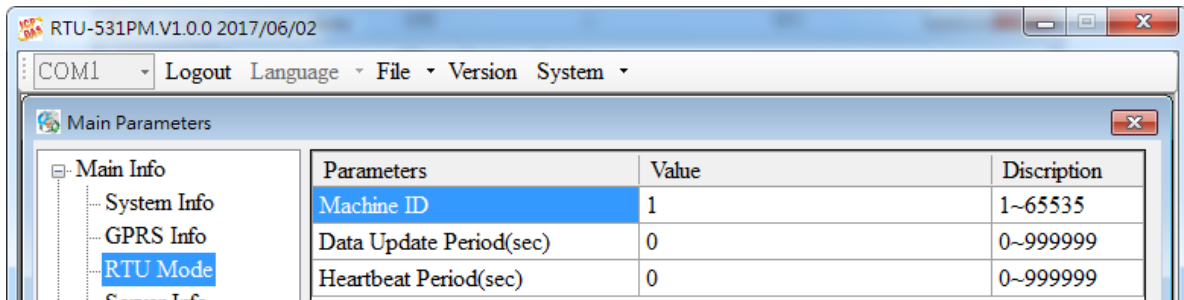 RTU-531PM.V1.0.0 2017/06/02
COM1 Logout Language File Version System
Main Parameters
Main Info
System Info
GPRS Info
RTU Mode
Parameters Value Discription
Machine ID 1 1~65535
Data Update Period(sec) 0 0~999999
Heartbeat Period(sec) 0 0~999999